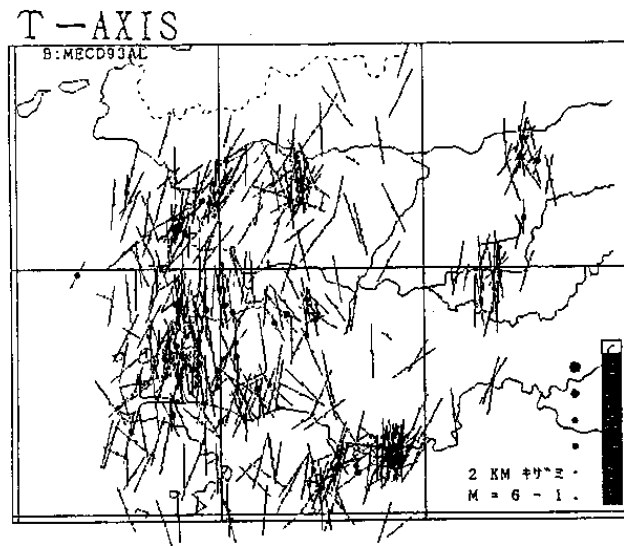 T-AXIS
B:MECD93AL
2 KM キザミ
M = 6 - 1 .